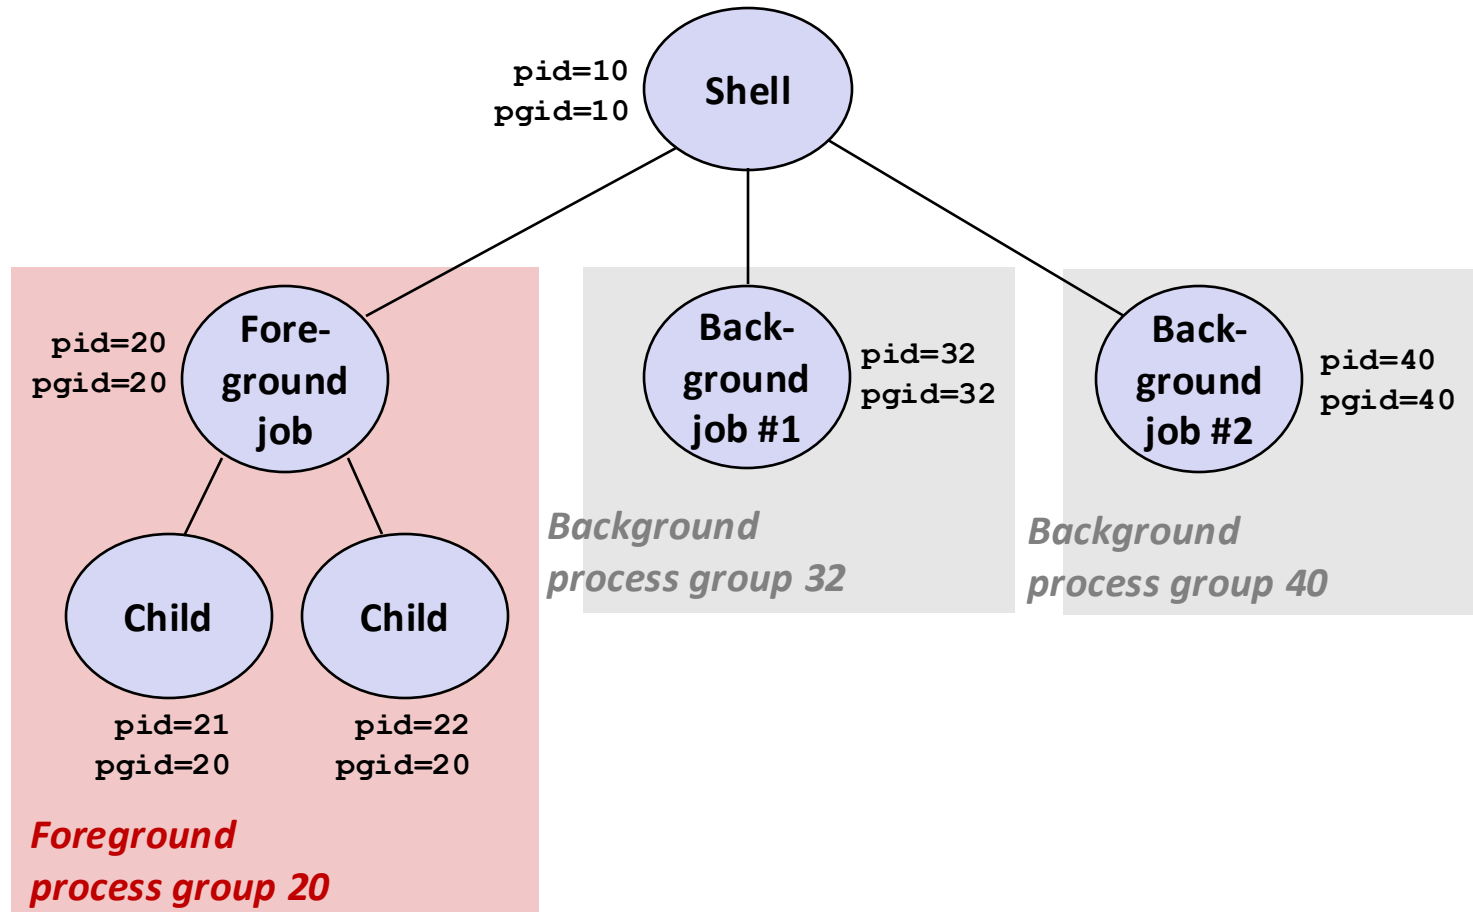 pid=10
pgid=10
Shell
pid=20
pgid=20
Fore-
ground
job
Back-
ground
job #1
pid=32
pgid=32
Back-
ground
job #2
pid=40
pgid=40
Background
process group 32
Background
process group 40
Child
Child
pid=21
pgid=20
pid=22
pgid=20
Foreground
process group 20